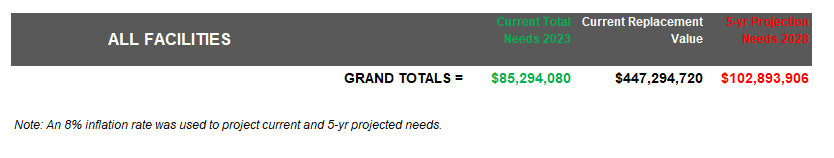 Current Total Current Replacement 5-yr Projection
ALL FACILITIES Needs 2023 Value Needs 2028
GRAND TOTALS = $85,294,080 $447,294,720 $102,893,906
Note: An 8% inflation rate was used to project current and 5-yr projected needs.